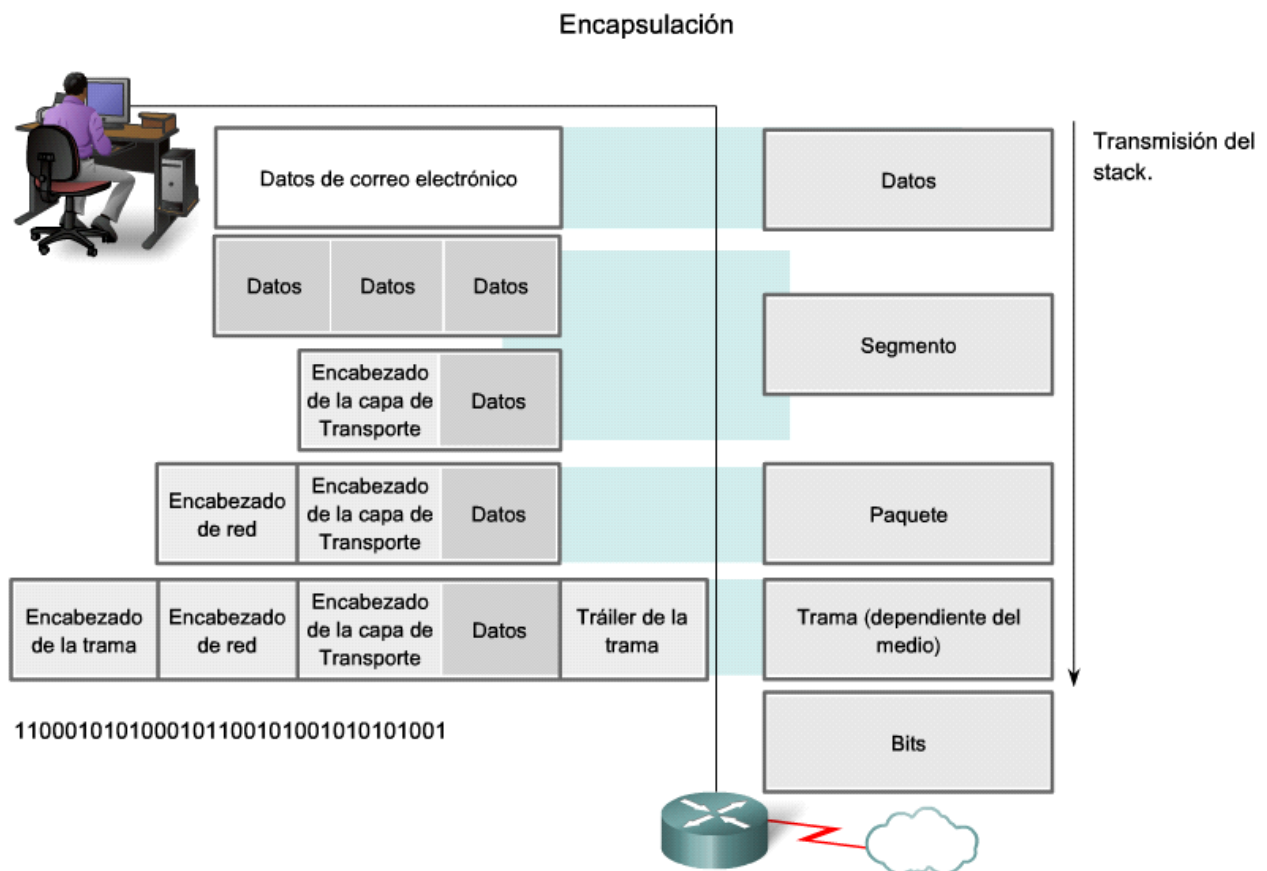 Encapsulación
Transmisión del
stack.
Datos de correo electrónico
Datos
Datos
Datos
Datos
Segmento
Encabezado
de la capa de
Transporte
Datos
Encabezado
de red
Encabezado
de la capa de
Transporte
Datos
Paquete
Encabezado
de la trama
Encabezado
de red
Encabezado
de la capa de
Transporte
Datos
Tráiler de la
trama
Trama (dependiente del
medio)
1100010101000101100101001010101001
Bits